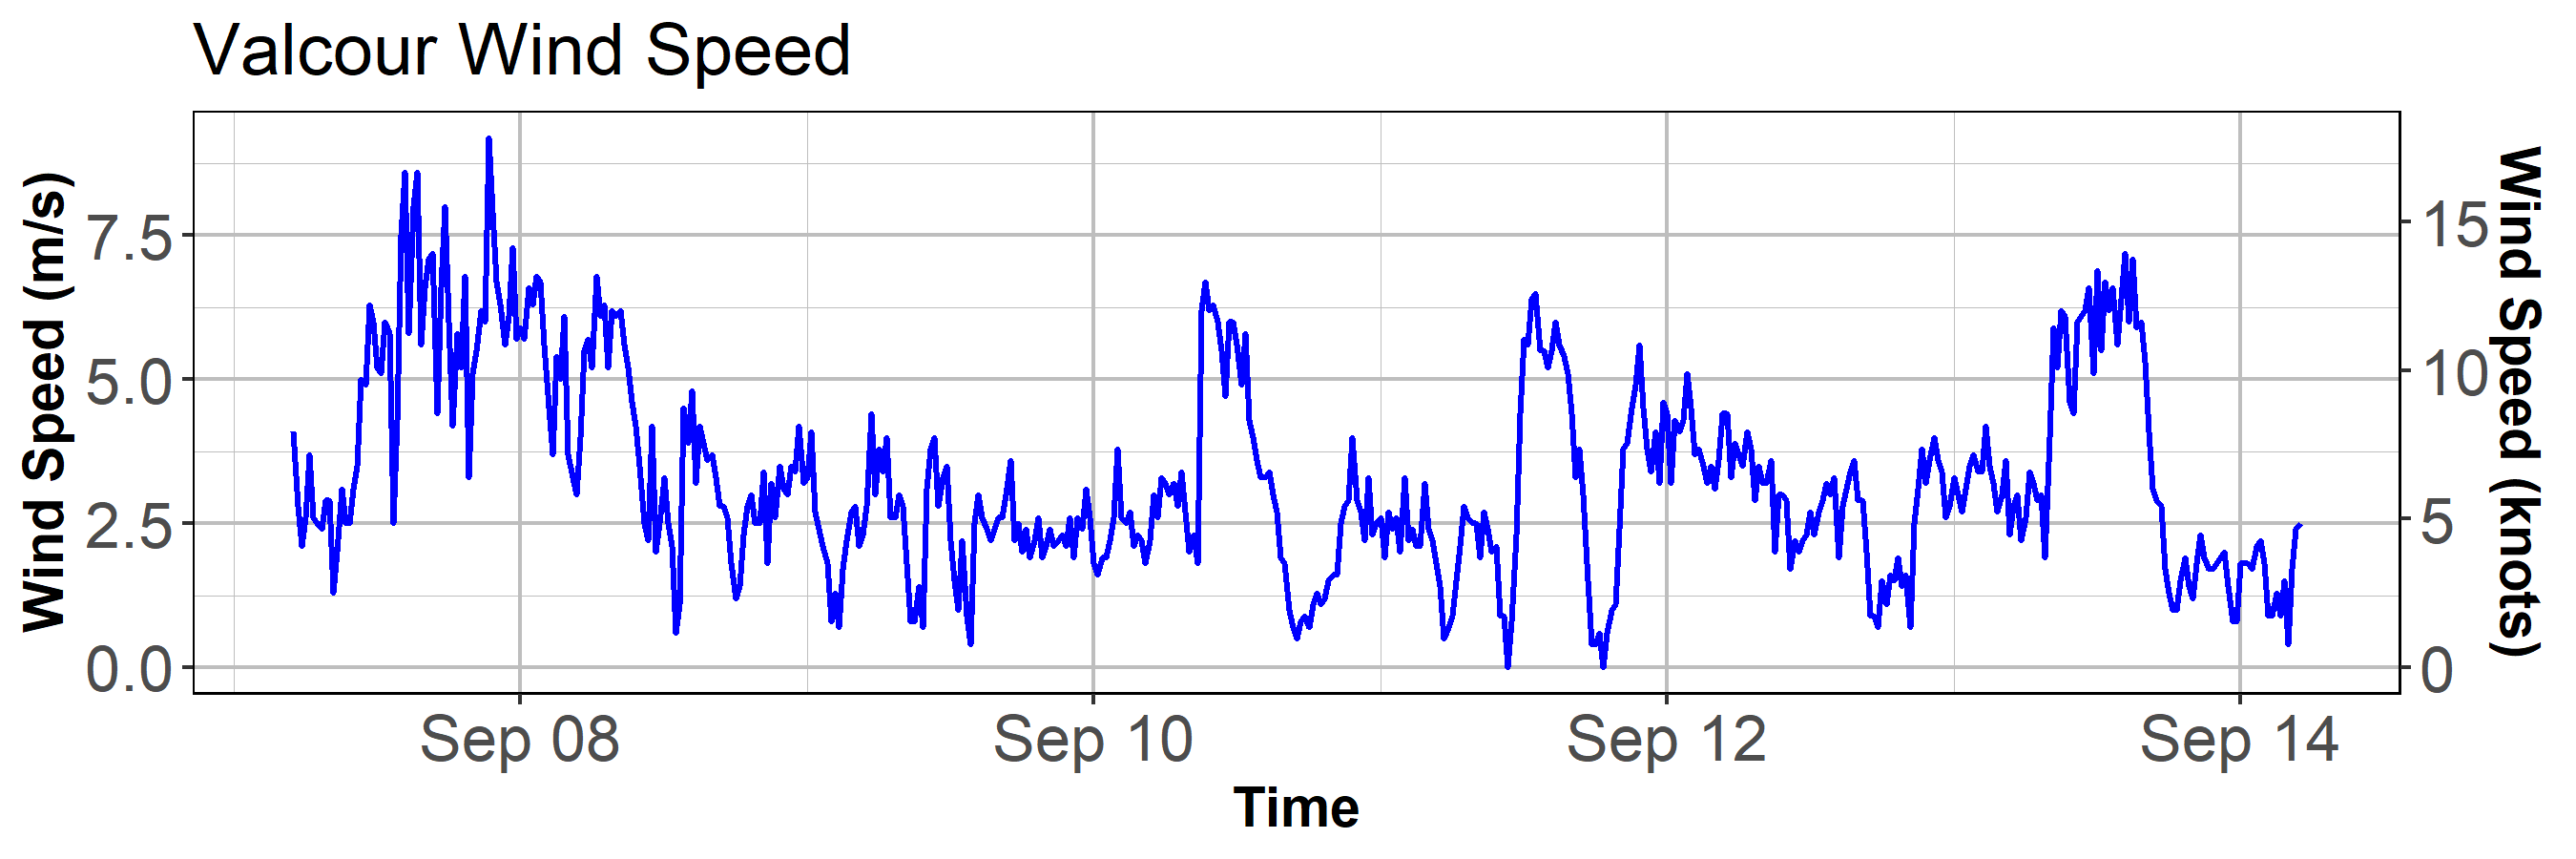 Valcour Wind Speed
Wind Speed (m/s)
7.5
5.0
2.5
0.0
15
10
5
0
Wind Speed (knots)
Sep 08
Sep 10
Sep 12
Sep 14
Time